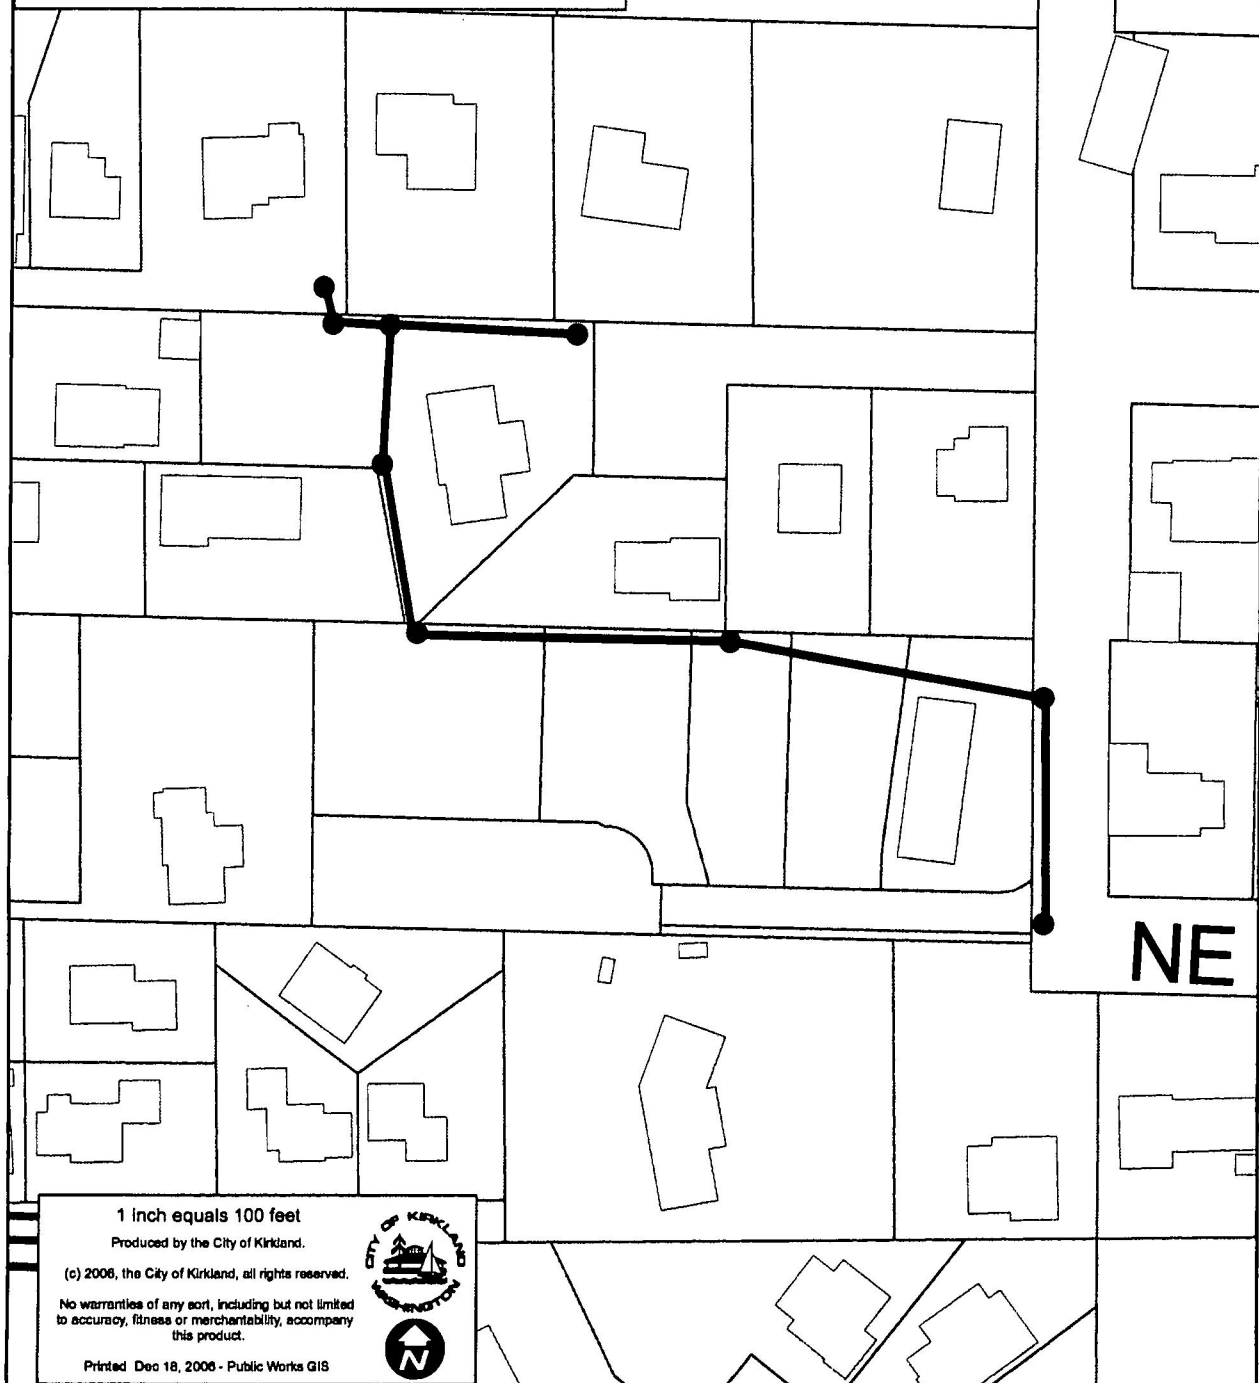 NE
1 inch equals 100 feet
Produced by the City of Kirkland.
(c) 2006, the City of Kirkland, all rights reserved.
No warranties of any sort, including but not limited
to accuracy, fitness or merchantability, accompany
this product.
Printed Dec 18, 2006 - Public Works GIS
CITY OF KIRKLAND
WASHINGTON
N